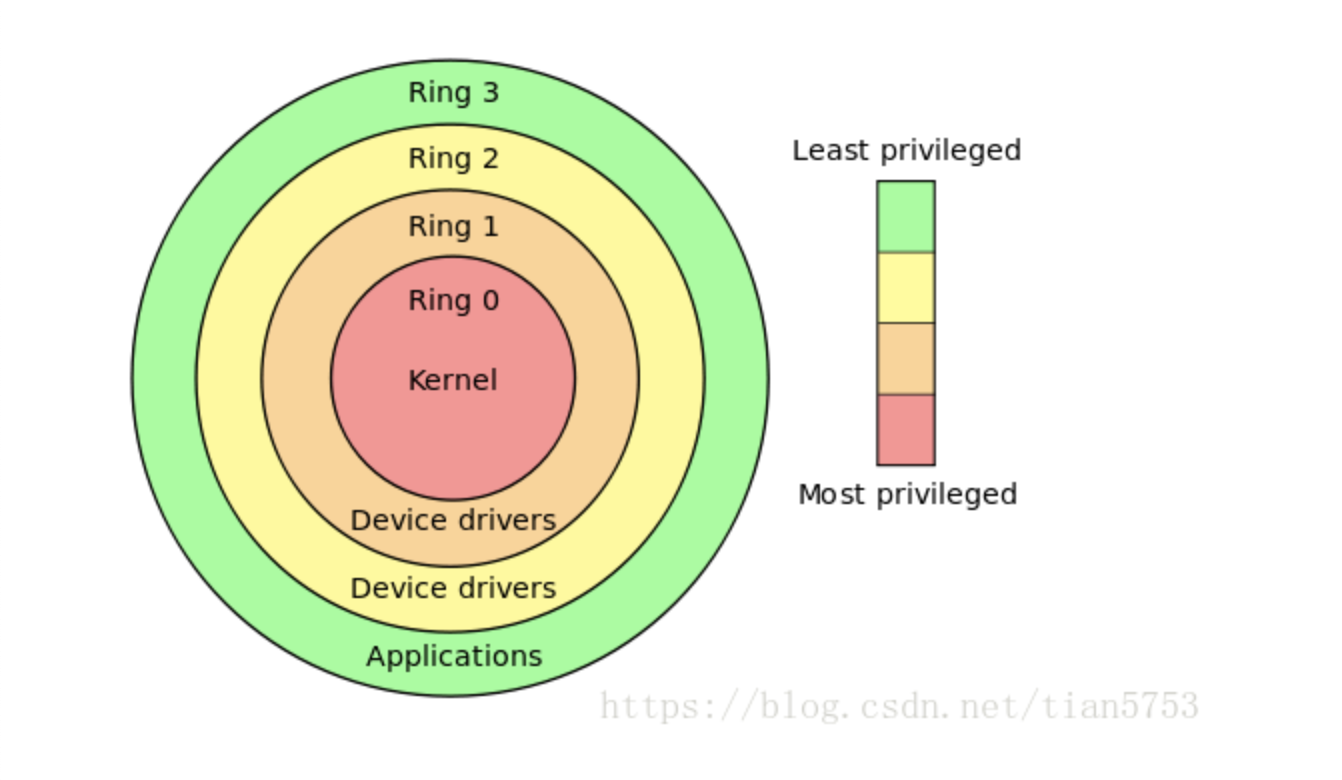 Ring 3
Ring 2
Ring 1
Ring 0
Kernel
Device drivers
Device drivers
Applications
Least privileged
Most privileged
https://blog.csdn.net/tian5753